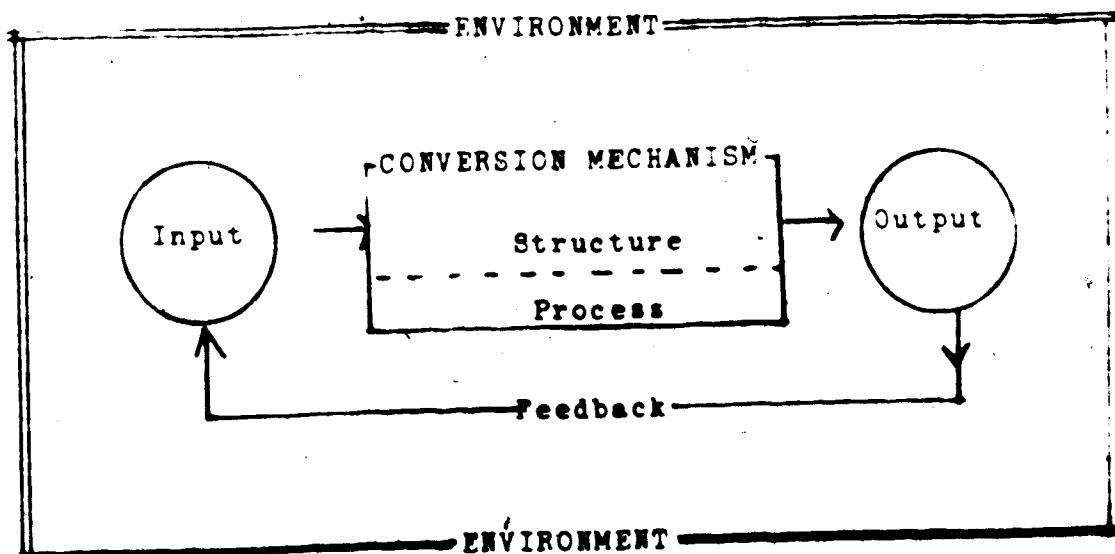 ENVIRONMENT
CONVERSION MECHANISM
Input
Structure
Output
Process
Feedback
ENVIRONMENT